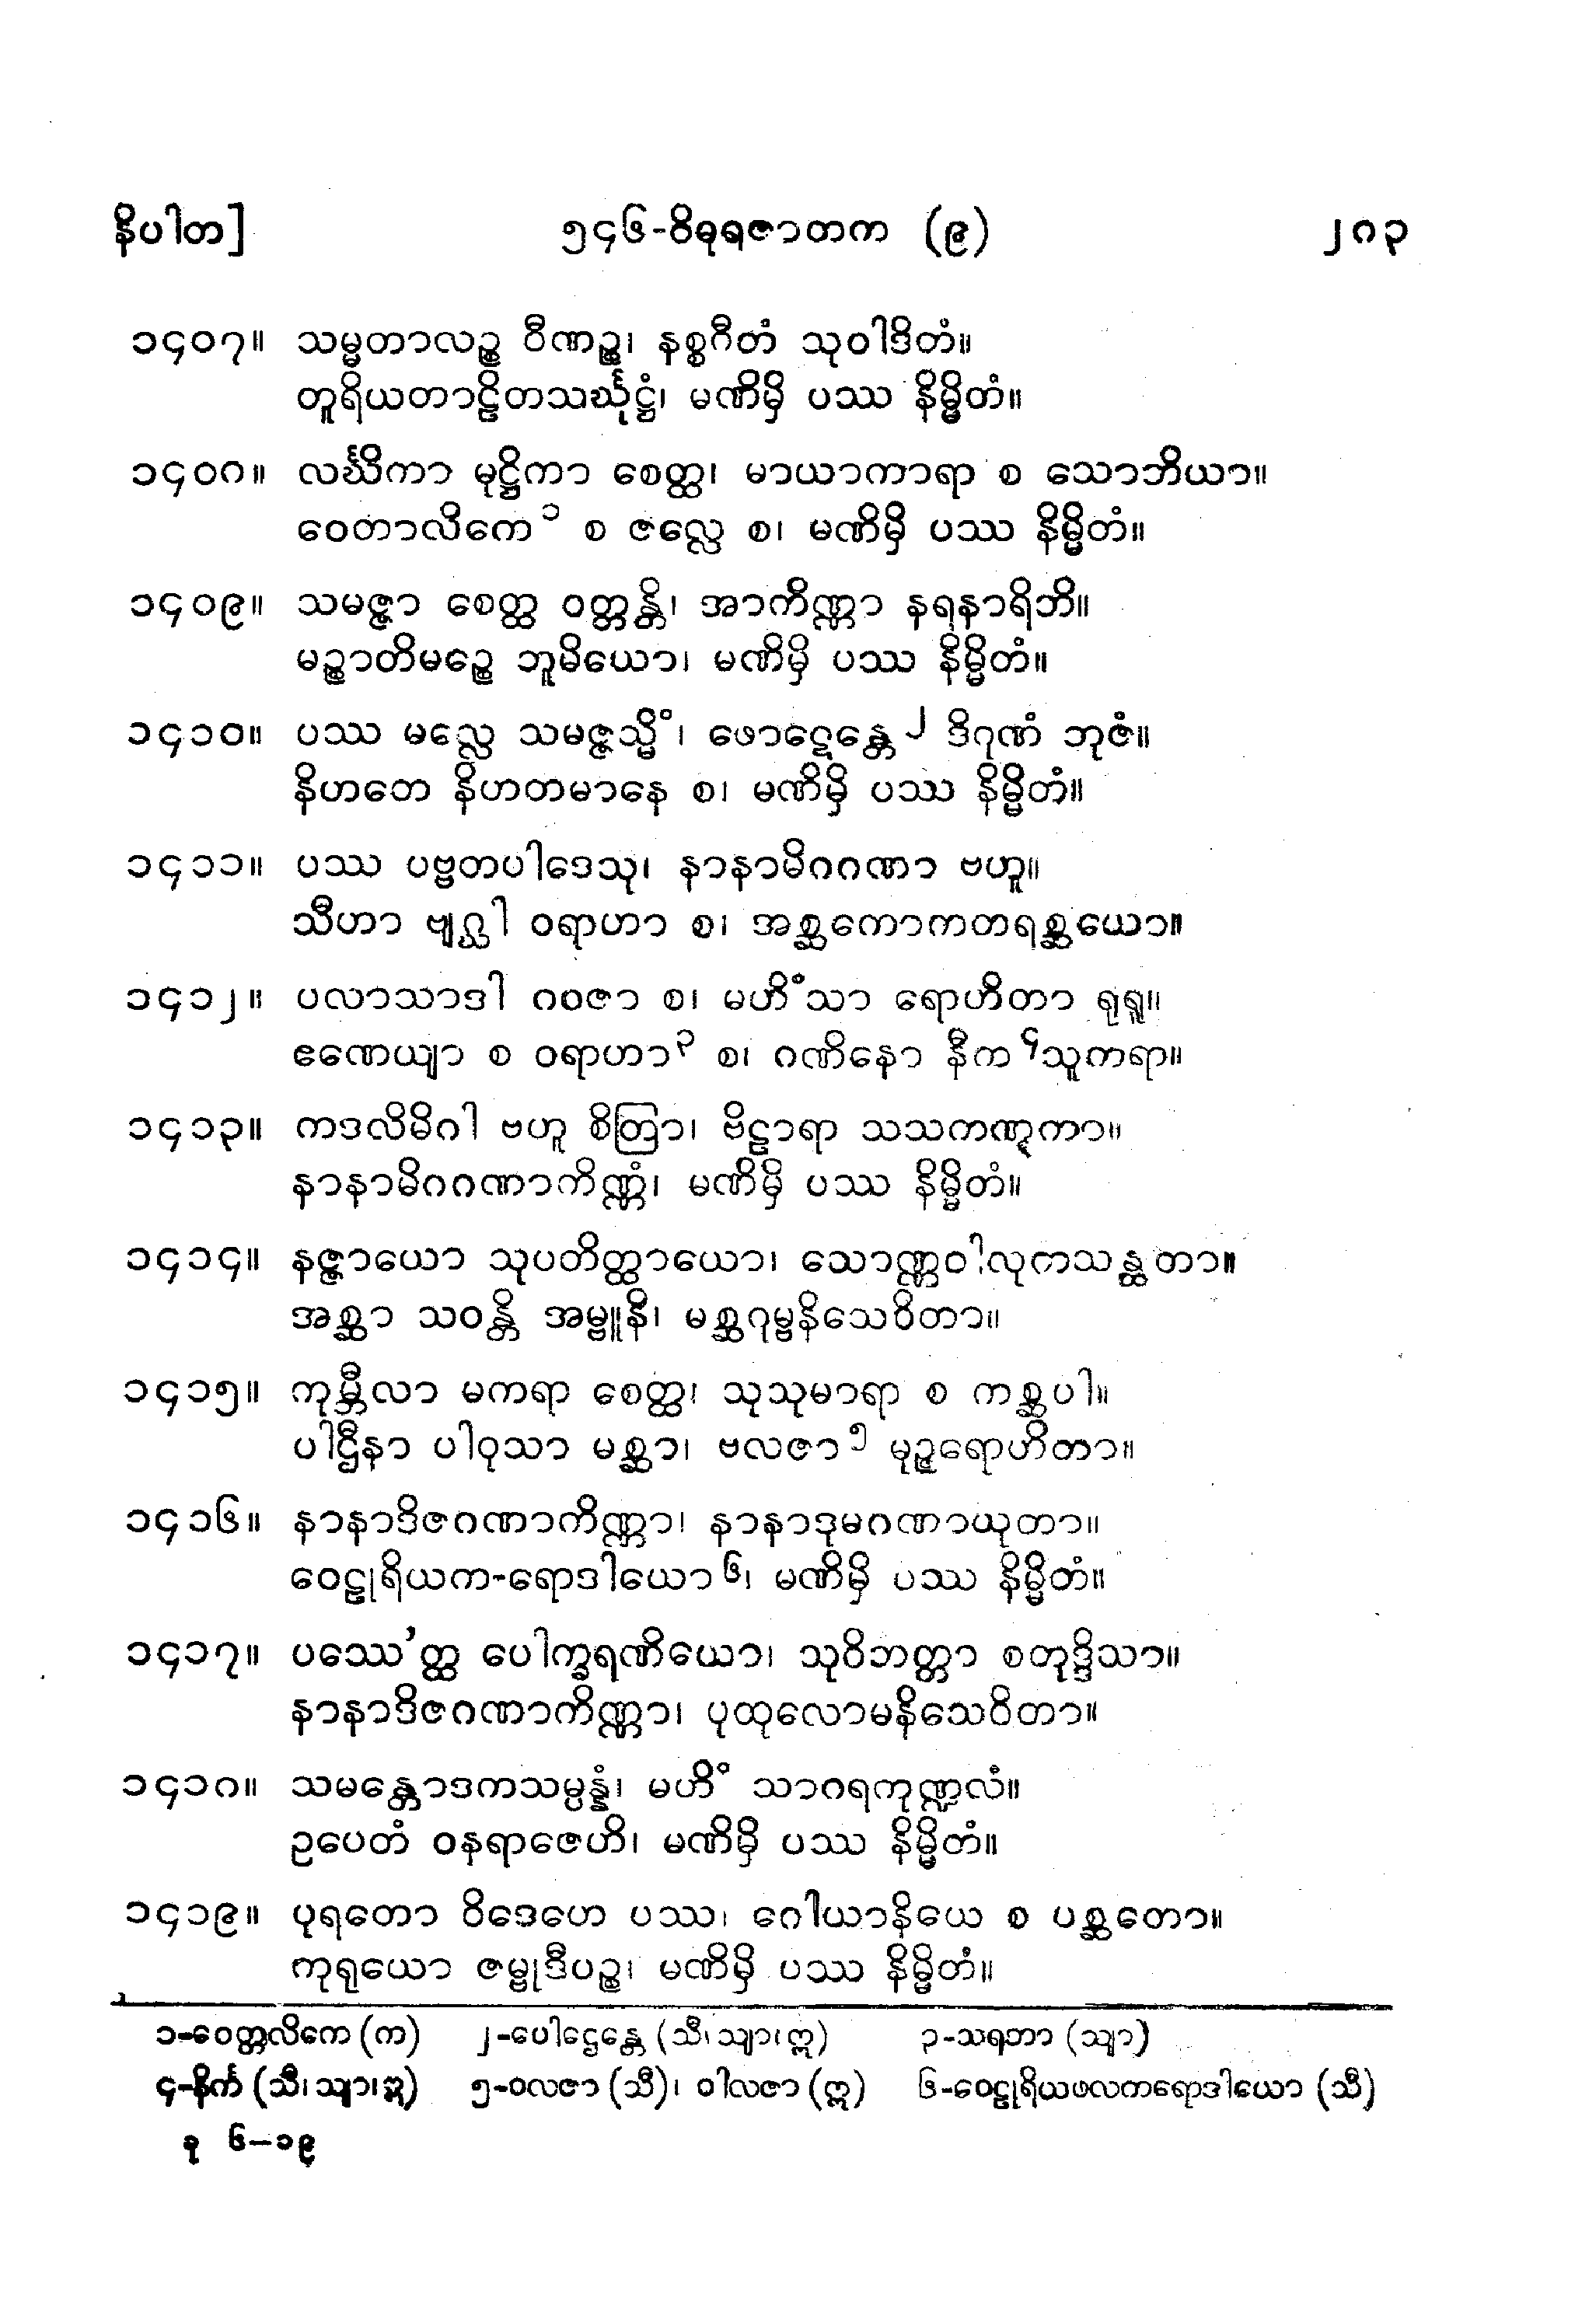 နိပါတ]
၅၄၆-ဝိဓုရဇာတက (၉)
၂၈၃
၁၄၀၇။ သမ္မတာလဉ္စ ဝီဏဉ္စ၊ နစ္စဂီတံ သုဝါဒိတံ။
တူရိယတာဠိတသင်္ဃုဋ္ဌံ၊ မဏိမှိ ပဿ နိမ္မိတံ။
၁၄၀၈။ လင်္ဃိကာ မုဋ္ဌိကာ စေတ္ထ၊ မာယာကာရာ စ သောဘိယာ။
ဝေတာလိကေ ၁ စ ဇလ္လေ စ၊ မဏိမှိ ပဿ နိမ္မိတံ။
၁၄၀၉။ သမဇ္ဇာ စေတ္ထ ဝတ္တန္တိ၊ အာကိဏ္ဏာ နရနာရိဘိ။
မဉ္စာတိမဉ္စေ ဘူမိယော၊ မဏိမှိ ပဿ နိမ္မိတံ။
၁၄၁၀။ ပဿ မလ္လေ သမဇ္ဇသ္မိံ၊ ဖောဋေန္တေ ၂ ဒိဂုဏံ ဘုဇံ။
နိဟတေ နိဟတမာနေ စ၊ မဏိမှိ ပဿ နိမ္မိတံ။
၁၄၁၁။ ပဿ ပဗ္ဗတပါဒေသု၊ နာနာမိဂဂဏာ ဗဟူ။
သီဟာ ဗျဂ္ဃါ ဝရာဟာ စ၊ အစ္ဆကောကတရစ္ဆယော။
၁၄၁၂။ ပလာသာဒါ ဂဝဇာ စ၊ မဟိံသာ ရောဟိတာ ရုရူ။
ဧဏေယျာ စ ဝရာဟာ ၃ စ၊ ဂဏိနော နီက ၄ သူကရာ။
၁၄၁၃။ ကဒလိမိဂါ ဗဟူ စိတြာ၊ ဗိဠာရာ သသကဏ္ဋကာ။
နာနာမိဂဂဏာကိဏ္ဏံ၊ မဏိမှိ ပဿ နိမ္မိတံ။
၁၄၁၄။ နဇ္ဇာယော သုပတိတ္ထာယော၊ သောဏ္ဏဝါလုကသန္ထတာ။
အစ္ဆာ သဝန္တိ အမ္ဗူနိ၊ မစ္ဆဂုမ္ဗနိသေဝိတာ။
၁၄၁၅။ ကုမ္ဘီလာ မကရာ စေတ္ထ၊ သုသုမာရာ စ ကစ္ဆပါ။
ပါဌီနာ ပါဝုသာ မစ္ဆာ၊ ဗလဇာ ၅ မုဉ္ဇရောဟိတာ။
၁၄၁၆။ နာနာဒိဇဂဏာကိဏ္ဏာ၊ နာနာဒုမဂဏာယုတာ။
ဝေဠုရိယက-ရောဒါယော ၆၊ မဏိမှိ ပဿ နိမ္မိတံ။
၁၄၁၇။ ပဿေ'တ္ထ ပေါက္ခရဏိယော၊ သုဝိဘတ္တာ စတုဒ္ဒိသာ။
နာနာဒိဇဂဏာကိဏ္ဏာ၊ ပုထုလောမနိသေဝိတာ။
၁၄၁၈။ သမန္တောဒကသမ္ပန္နံ၊ မဟိံ သာဂရကုဏ္ဍလံ။
ဥပေတံ ဝနရာဇေဟိ၊ မဏိမှိ ပဿ နိမ္မိတံ။
၁၄၁၉။ ပုရတော ဝိဒေဟေ ပဿ၊ ဂေါယာနိယေ စ ပစ္ဆတော။
ကုရုယော ဇမ္ဗုဒီပဉ္စ၊ မဏိမှိ ပဿ နိမ္မိတံ။
၁-ဝေတ္တလိကေ (က) ၂-ပေါဌေန္တေ (သီ၊ သျာ၊ ဣ) ၃-သရဘာ (သျာ)
၄-နိင်္က (သီ၊ သျာ၊ ဣ) ၅-ဝလဇာ (သီ)၊ ဝါလဇာ (ဣ) ၆-ဝေဠုရိယဖလကရောဒါယော (သီ)
နု ၆-၁၉